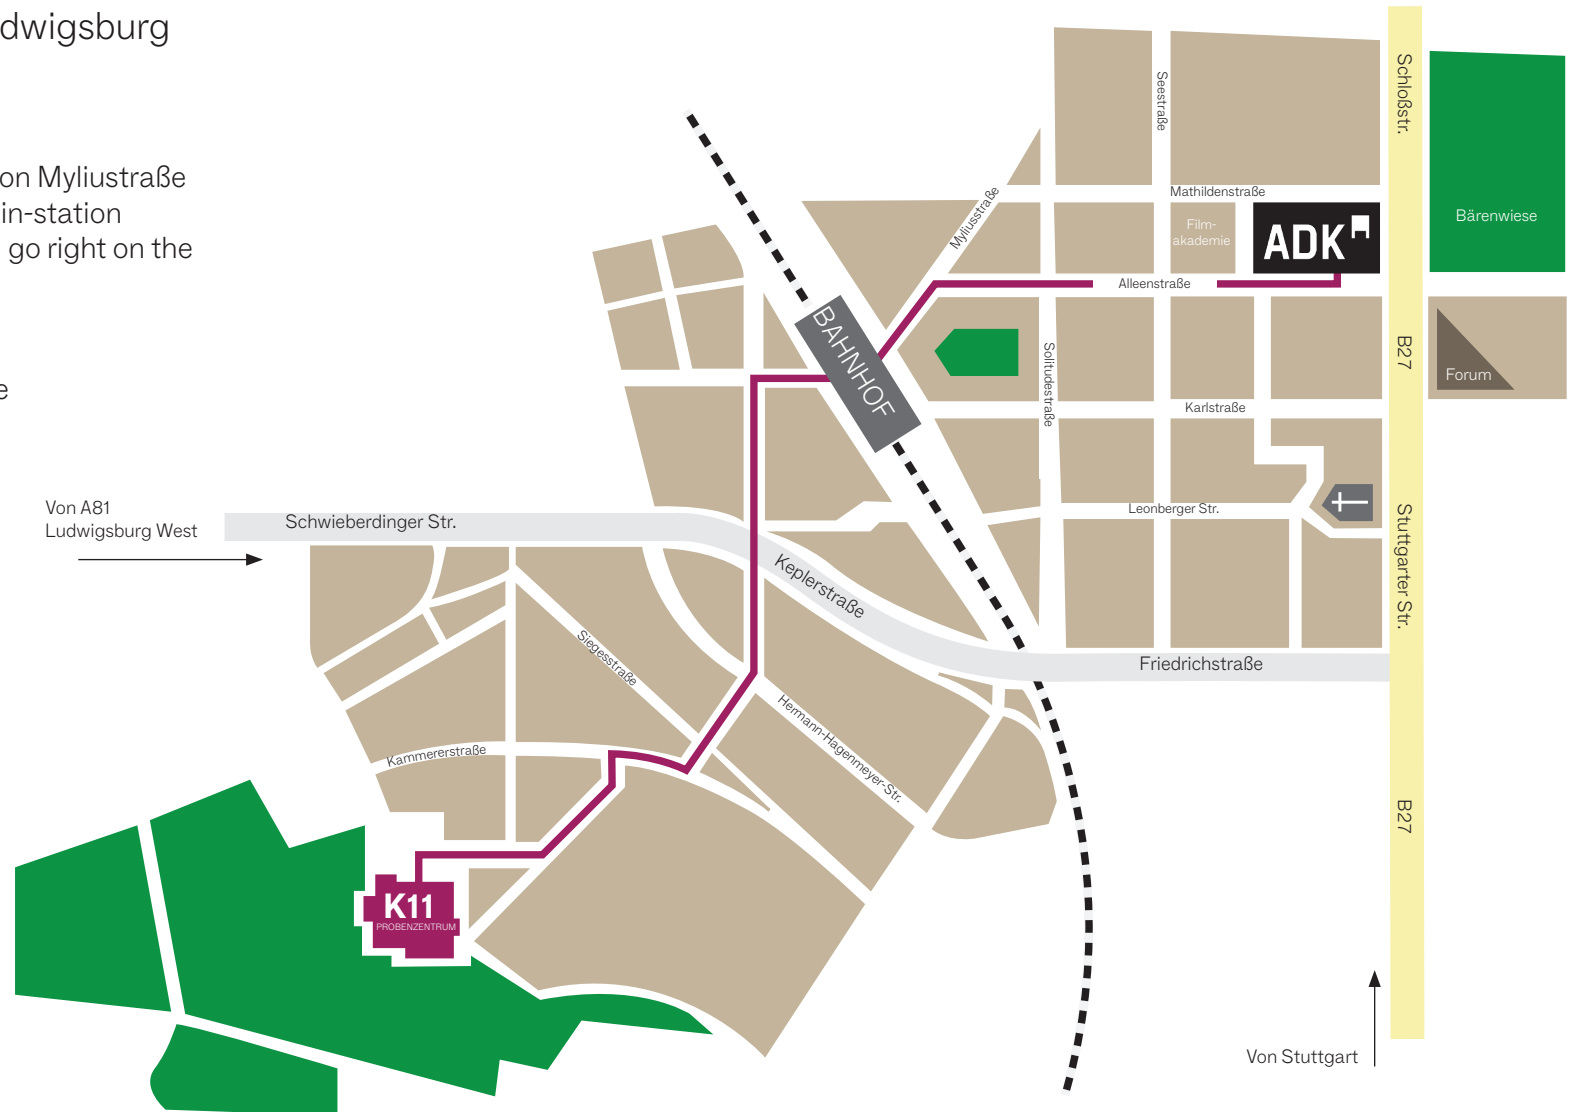 dwigsburg
on Myliustraße
in-station
go right on the
e
Von A81
Ludwigsburg West
Schwieberdinger Str.
Keplerstraße
Friedrichstraße
Siegesstraße
Hermann-Hagenmeyer-Str.
Kammererstraße
K11
PROBENZENTRUM
BAHNHOF
Myliusstraße
Seestraße
Mathildenstraße
Film-
akademie
ADK
Alleenstraße
Solitudestraße
Karlstraße
Leonberger Str.
Schloßstr.
B27
Stuttgarter Str.
B27
Bärenwiese
Forum
Von Stuttgart